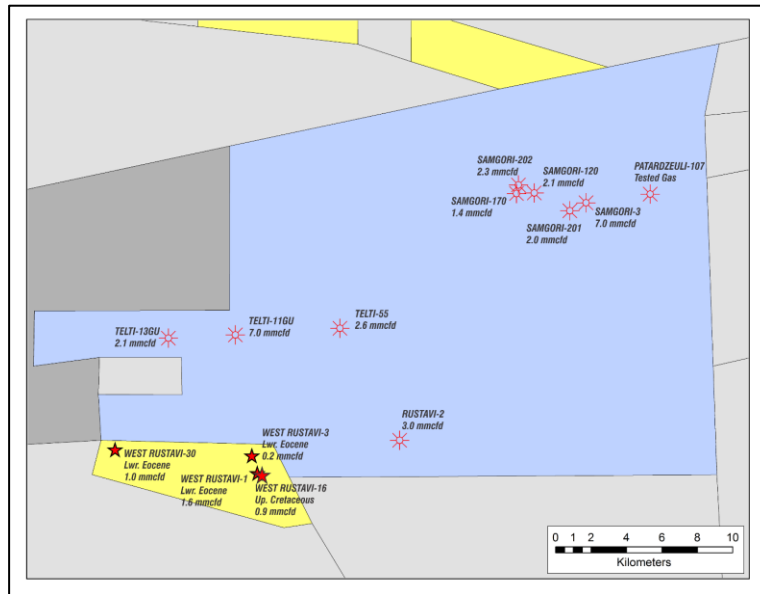 SAMGORI-202
2.3 mmcfd
SAMGORI-120
2.1 mmcfd
PATARDZEULI-107
Tested Gas
SAMGORI-170
1.4 mmcfd
SAMGORI-3
7.0 mmcfd
SAMGORI-201
2.0 mmcfd
TELTI-13GU
2.1 mmcfd
TELTI-11GU
7.0 mmcfd
TELTI-55
2.6 mmcfd
RUSTAVI-2
3.0 mmcfd
WEST RUSTAVI-3
Lwr. Eocene
0.2 mmcfd
WEST RUSTAVI-30
Lwr. Eocene
1.0 mmcfd
WEST RUSTAVI-1
Lwr. Eocene
1.6 mmcfd
WEST RUSTAVI-16
Up. Cretaceous
0.9 mmcfd
0 1 2 4 6 8 10
Kilometers